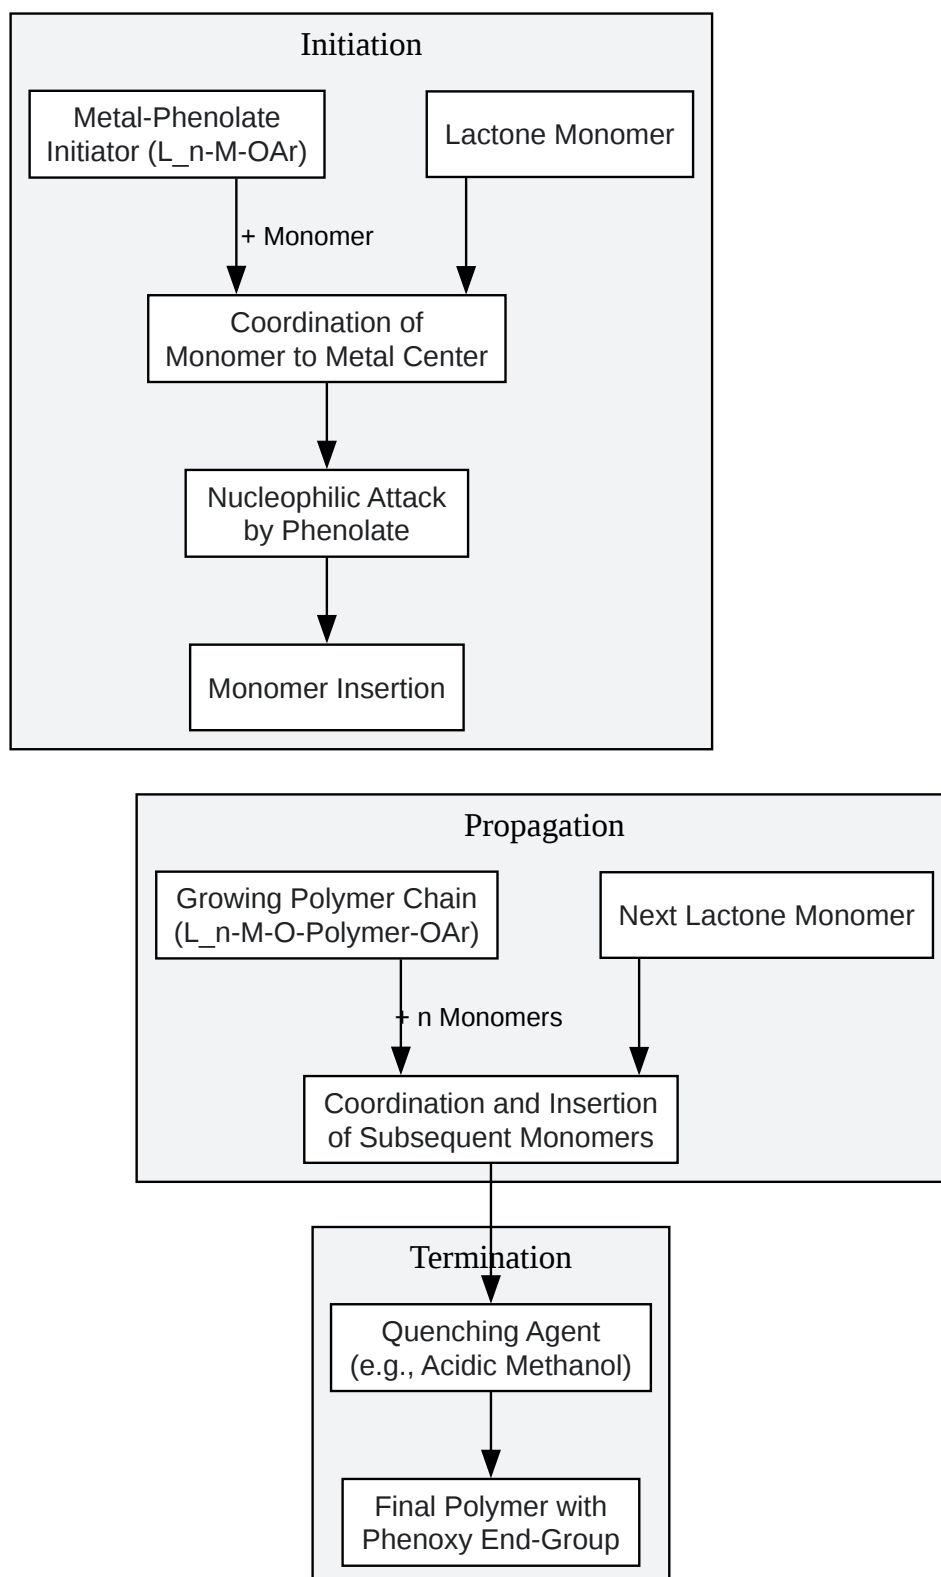 Initiation
Metal-Phenolate
Initiator (L_n-M-OAr)
Lactone Monomer
+ Monomer
Coordination of
Monomer to Metal Center
Nucleophilic Attack
by Phenolate
Monomer Insertion
Propagation
Growing Polymer Chain
(L_n-M-O-Polymer-OAr)
Next Lactone Monomer
+ n Monomers
Coordination and Insertion
of Subsequent Monomers
Termination
Quenching Agent
(e.g., Acidic Methanol)
Final Polymer with
Phenoxy End-Group